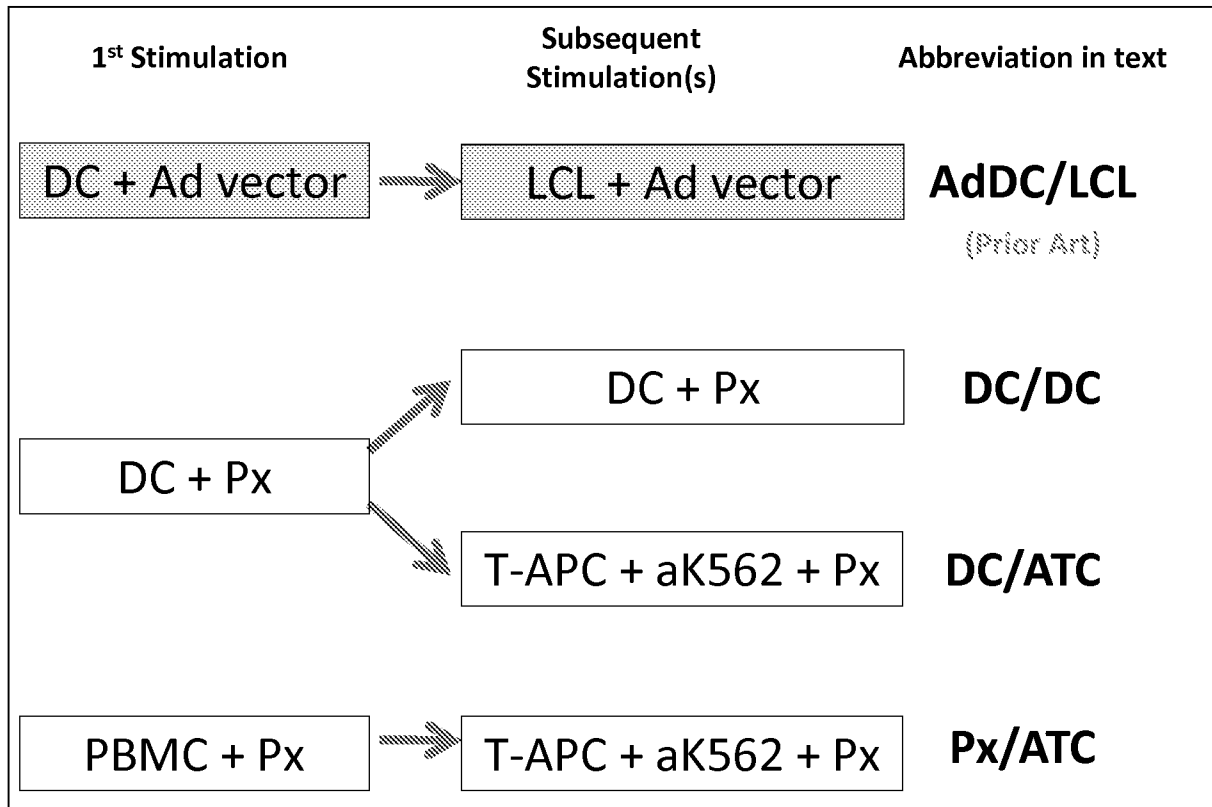 1st Stimulation
Subsequent
Stimulation(s)
Abbreviation in text
DC + Ad vector
LCL + Ad vector
AdDC/LCL
(Prior Art)
DC + Px
DC/DC
DC + Px
T-APC + aK562 + Px
DC/ATC
PBMC + Px
T-APC + aK562 + Px
Px/ATC